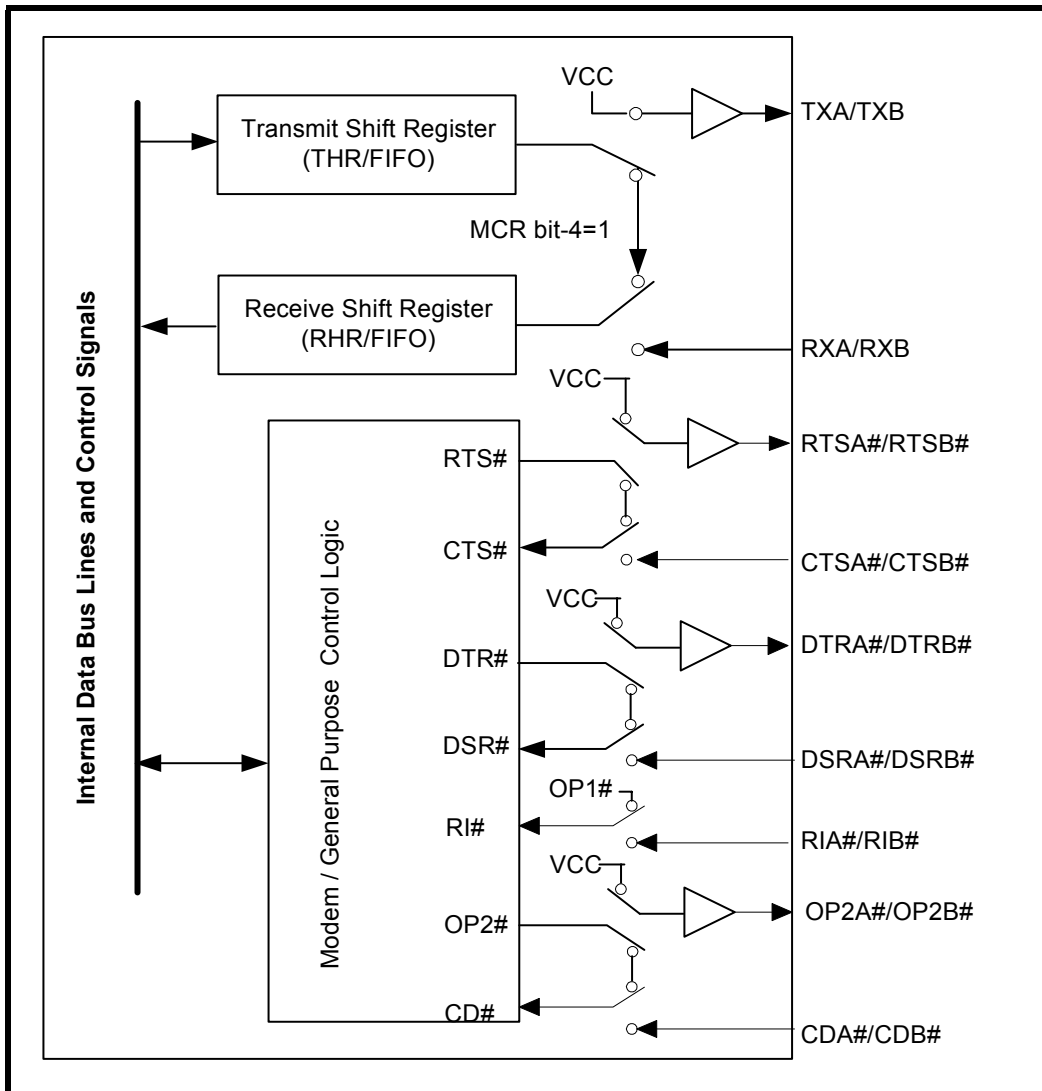 VCC
TXA/TXB
Transmit Shift Register
(THR/FIFO)
MCR bit-4=1
Receive Shift Register
(RHR/FIFO)
RXA/RXB
VCC
RTSA#/RTSB#
RTS#
CTS#
CTSA#/CTSB#
VCC
DTRA#/DTRB#
DTR#
DSR#
DSRA#/DSRB#
OP1#
RI#
RIA#/RIB#
VCC
OP2A#/OP2B#
OP2#
CD#
CDA#/CDB#
Internal Data Bus Lines and Control Signals
Modem / General Purpose Control Logic